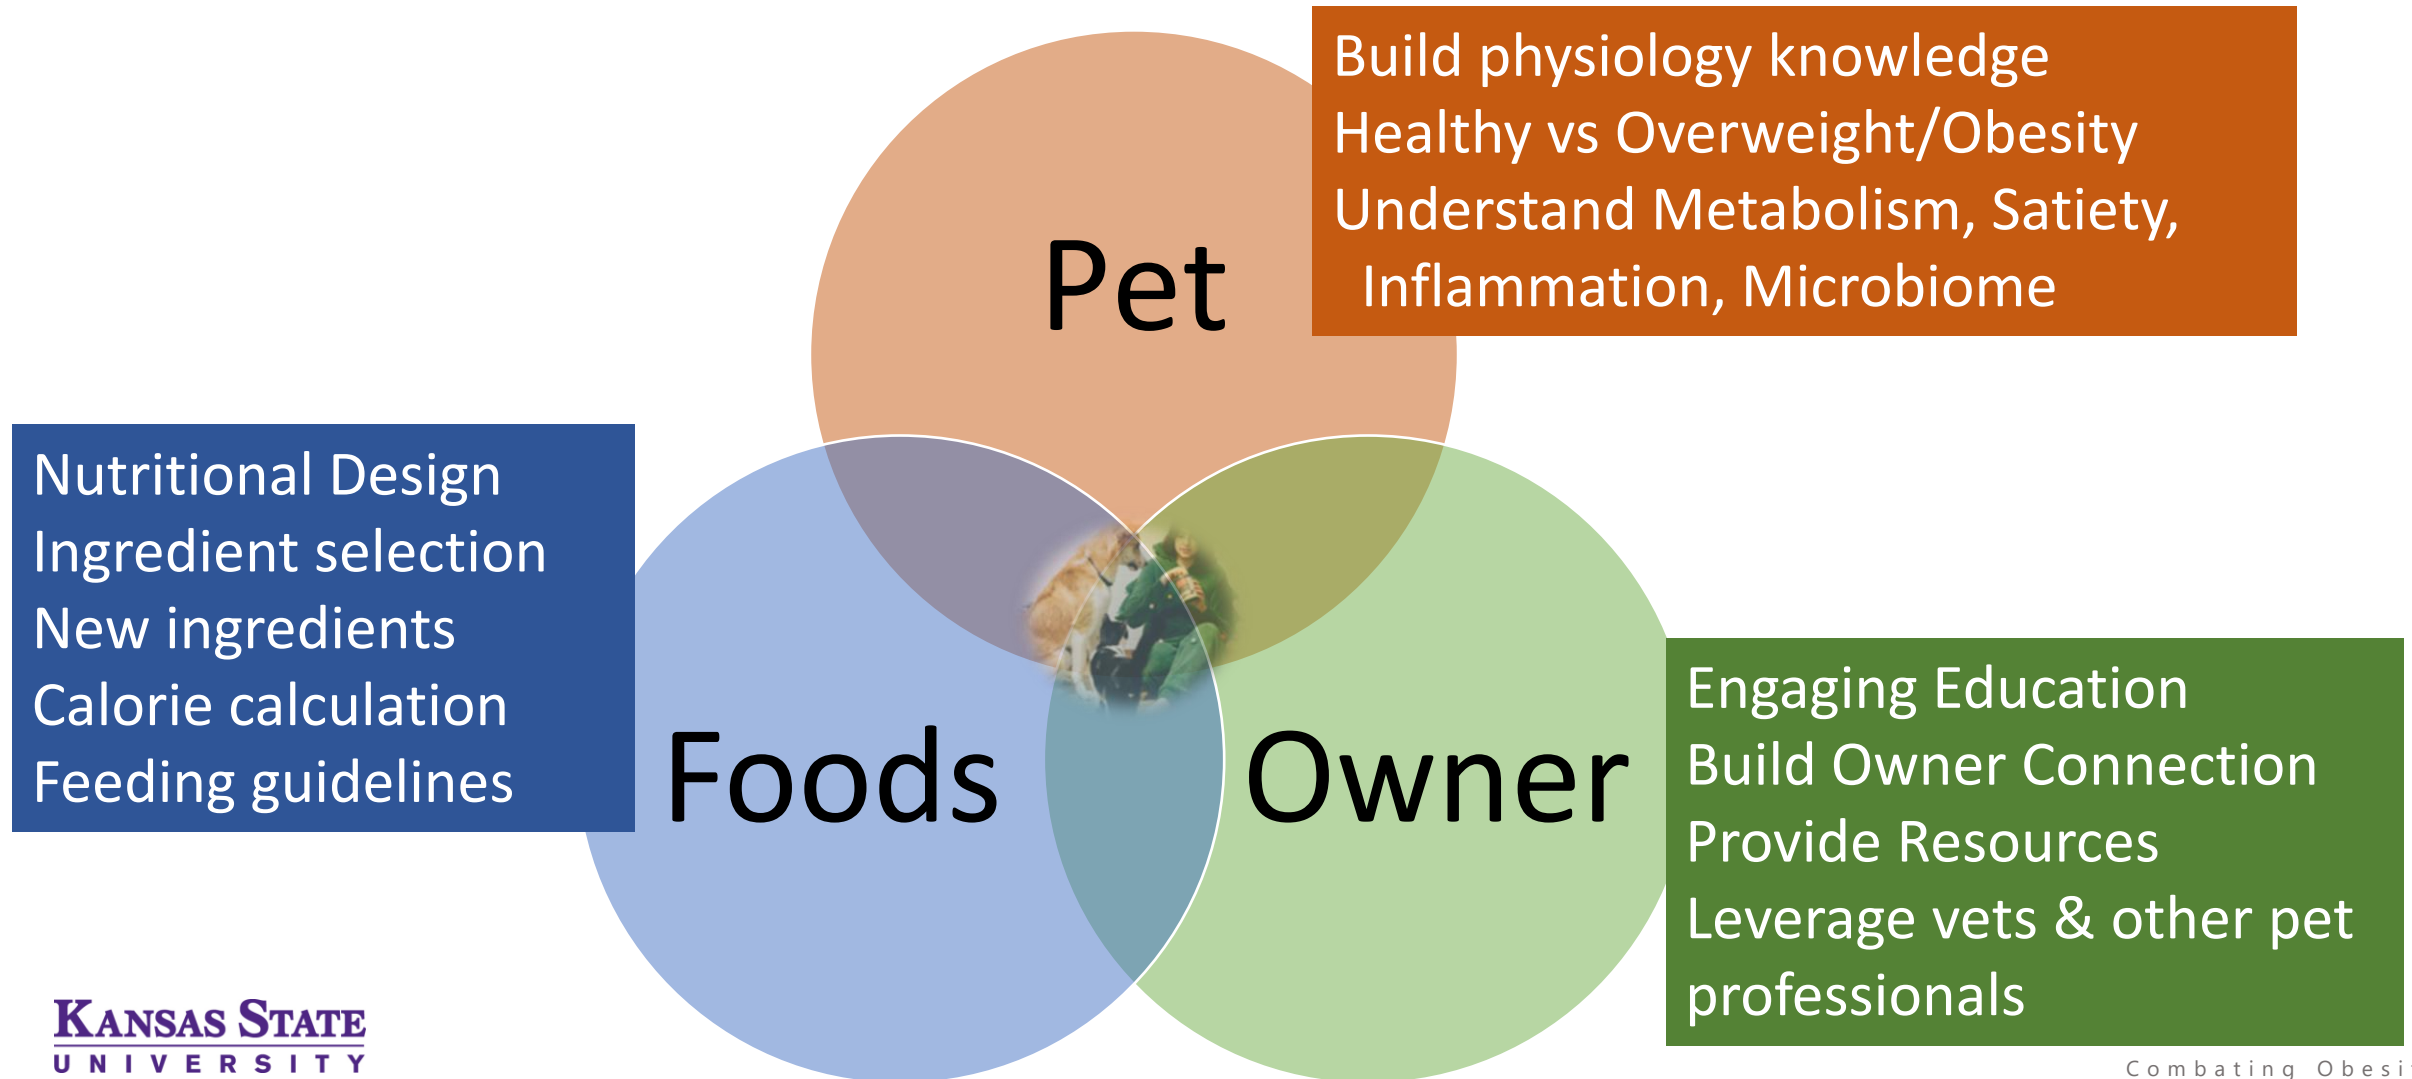 Build physiology knowledge
Healthy vs Overweight/Obesity
Understand Metabolism, Satiety,
Inflammation, Microbiome
Pet
Nutritional Design
Ingredient selection
New ingredients
Calorie calculation
Feeding guidelines
Foods
Owner
Engaging Education
Build Owner Connection
Provide Resources
Leverage vets & other pet
professionals
KANSAS STATE
UNIVERSITY
Combating